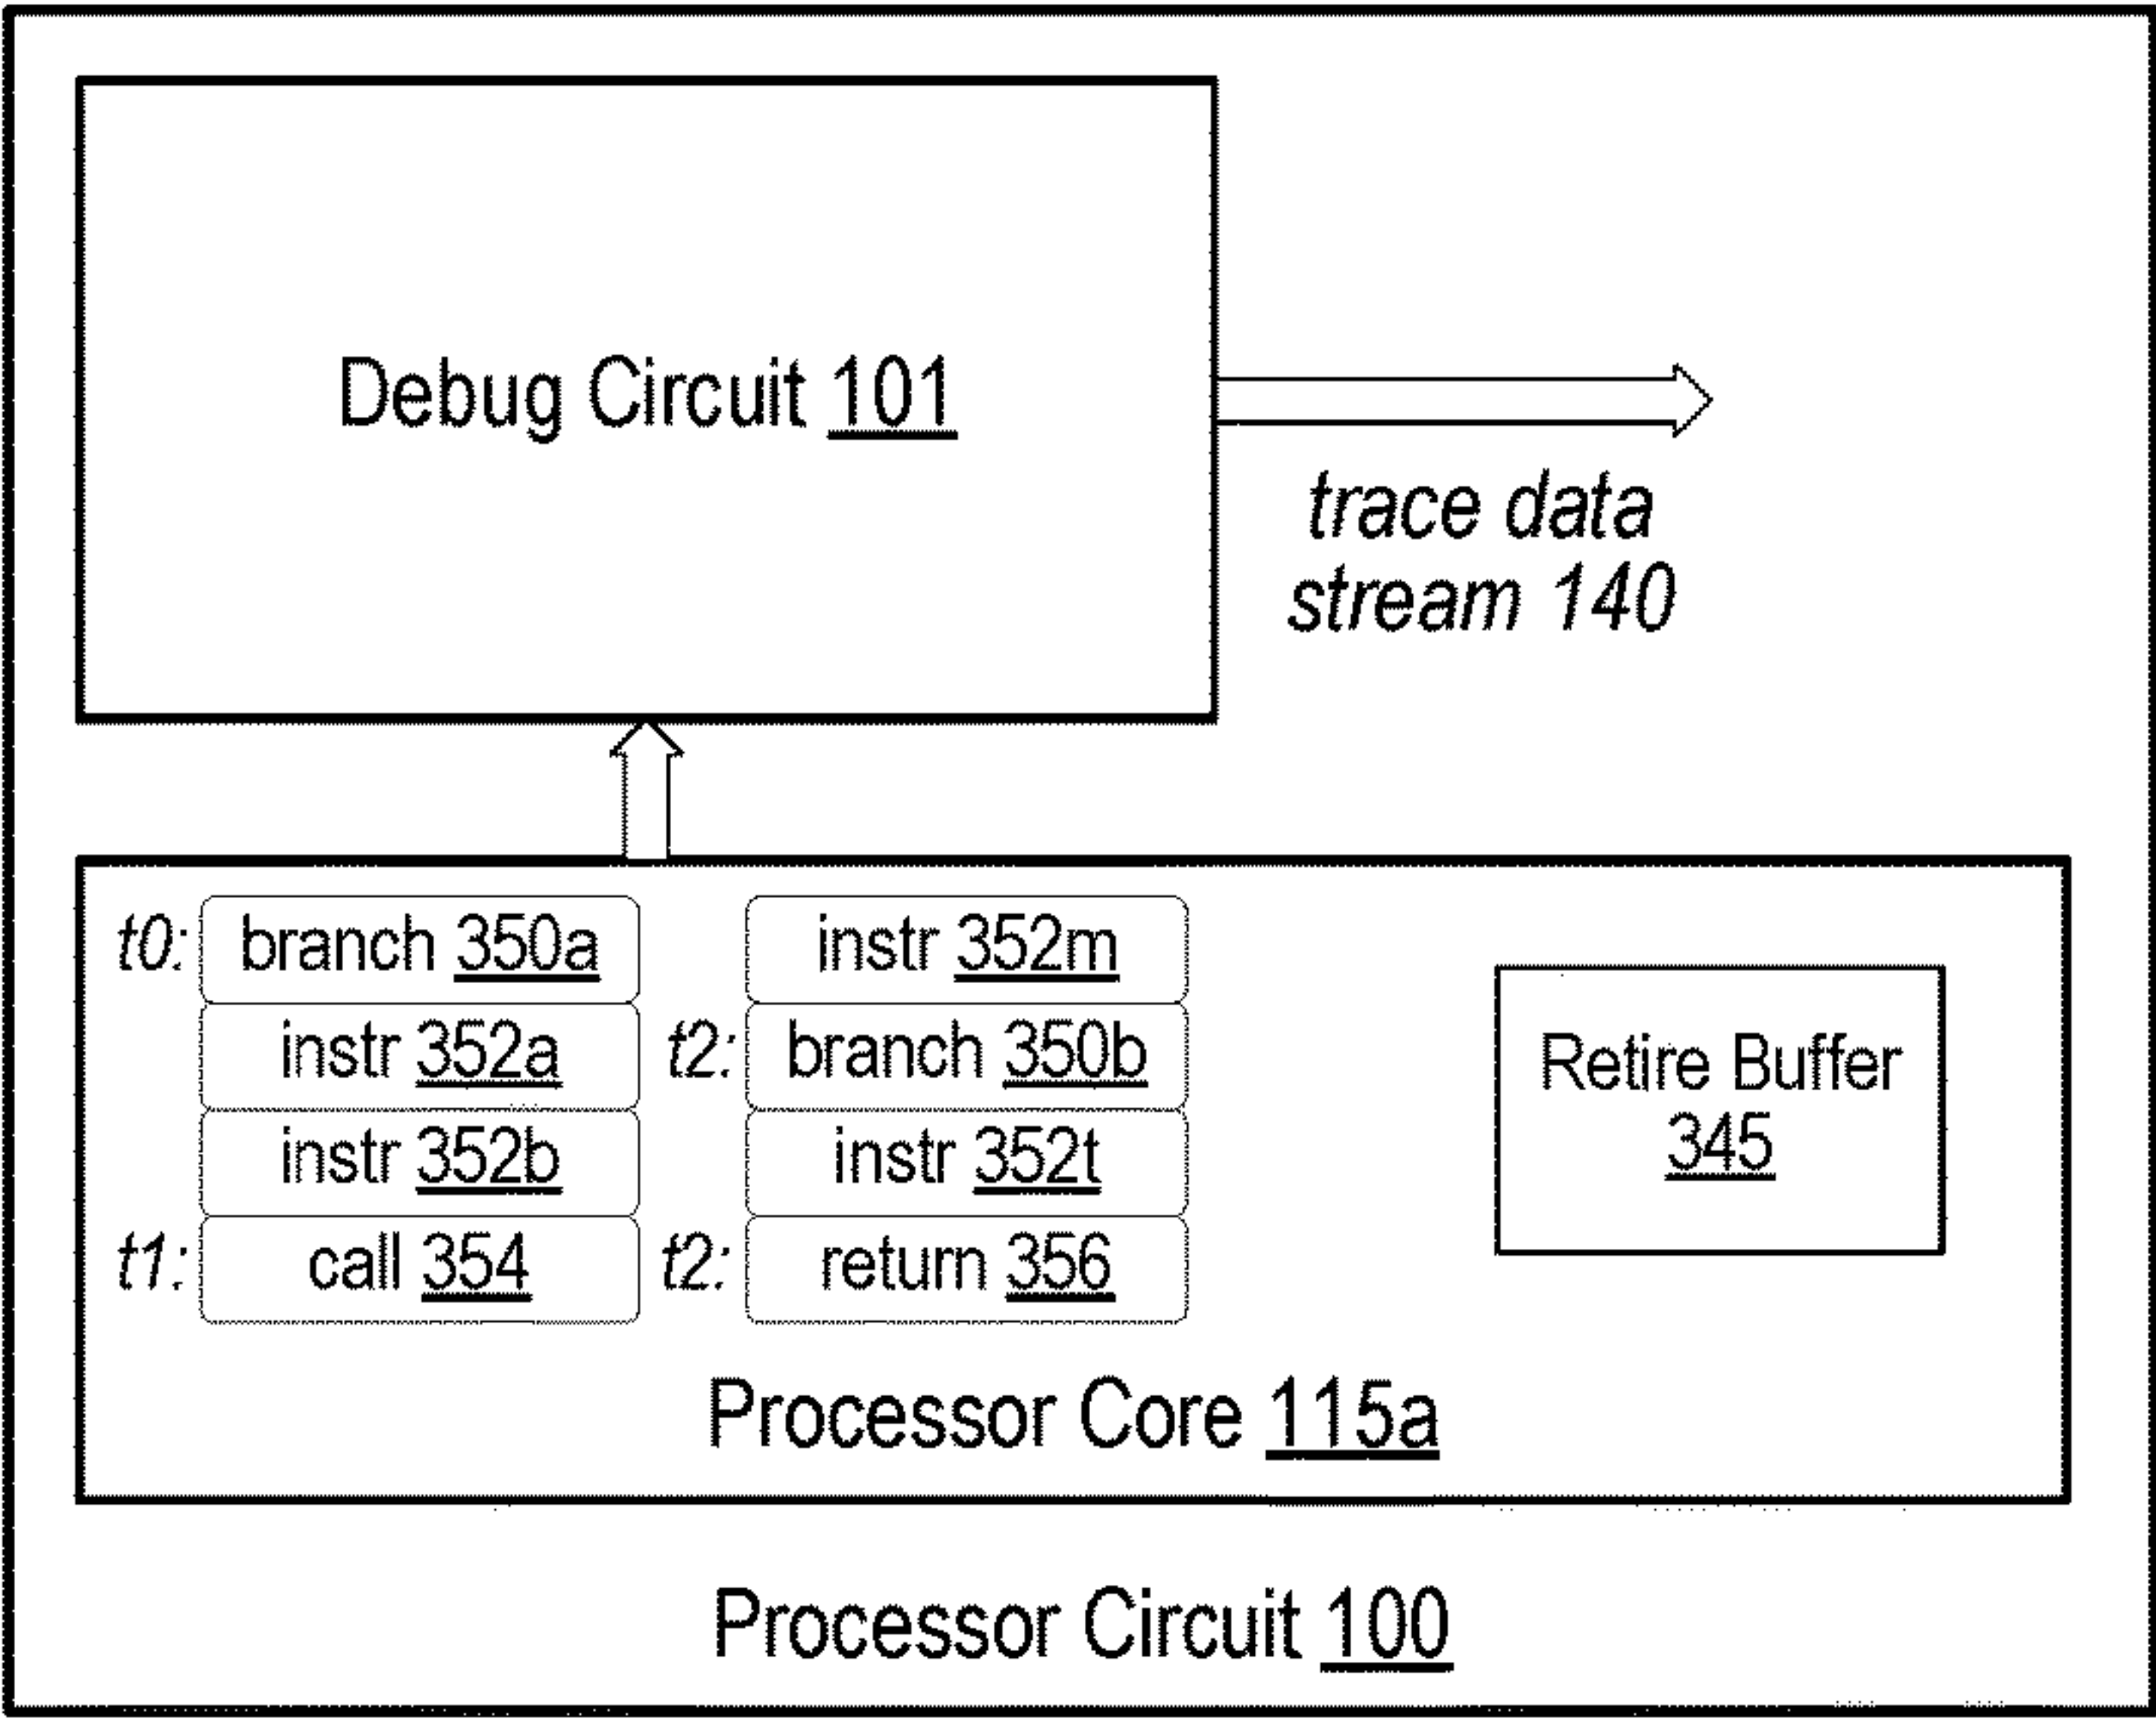 Debug Circuit 101
trace data
stream 140
t0: branch 350a
instr 352a
instr 352b
t1: call 354
instr 352m
t2: branch 350b
instr 352t
t2: return 356
Retire Buffer
345
Processor Core 115a
Processor Circuit 100